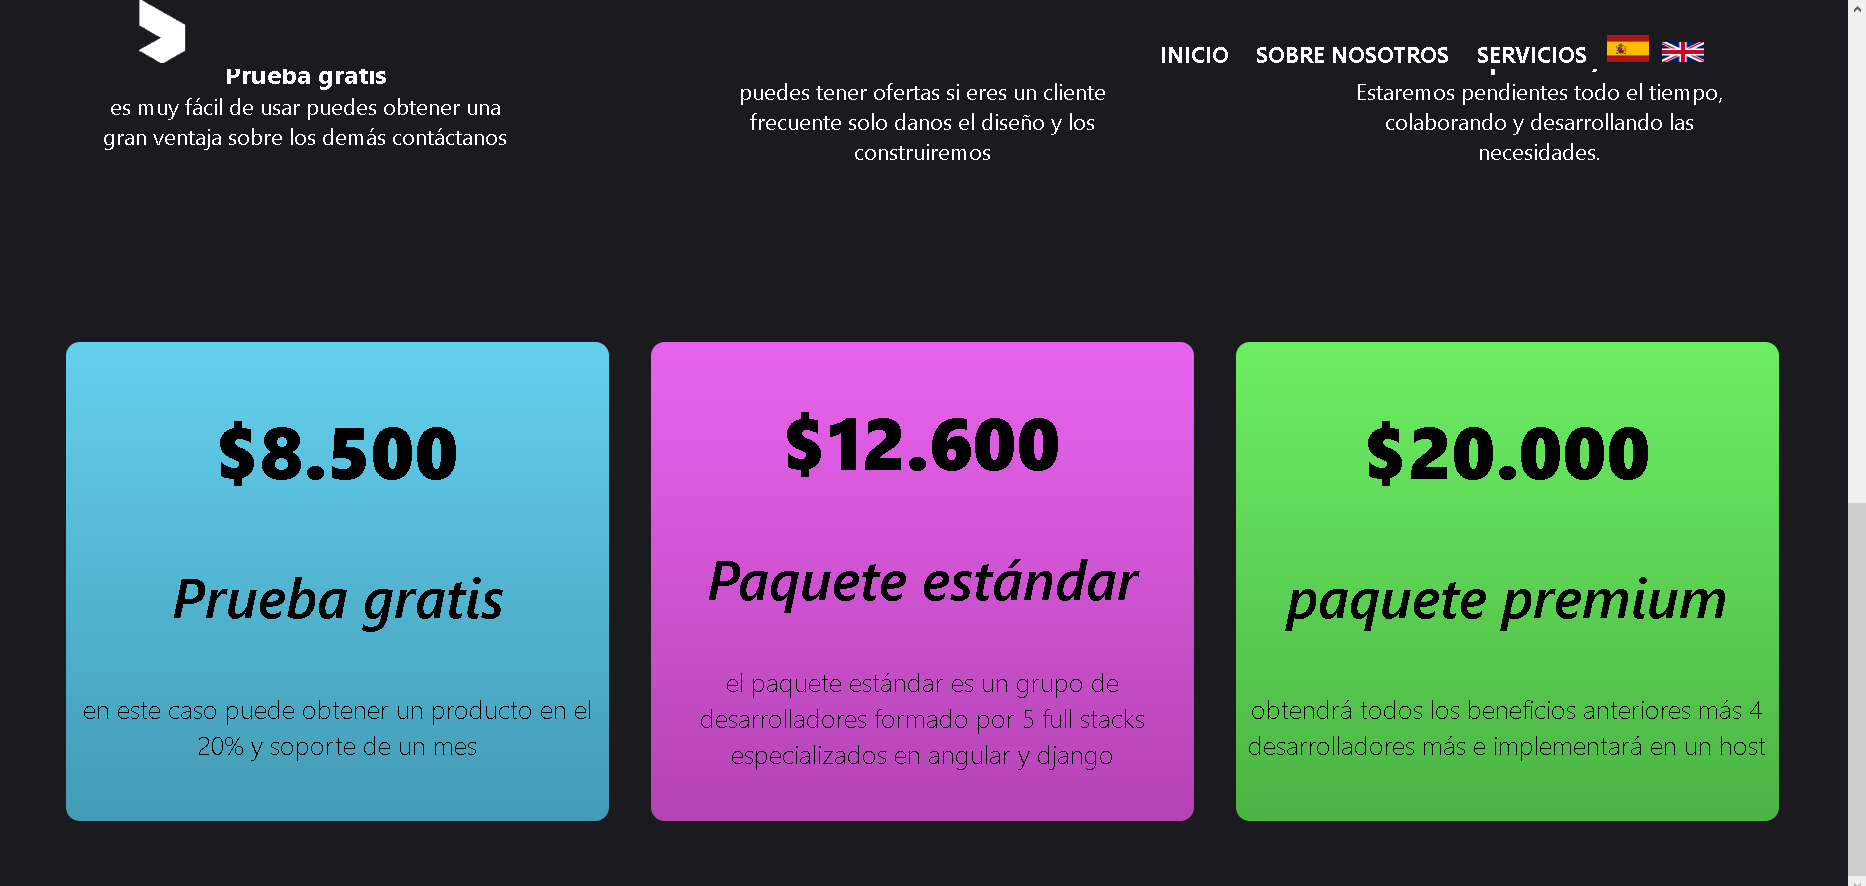 INICIO SOBRE NOSOTROS SERVICIOS
Prueba gratis
es muy fácil de usar puedes obtener una
gran ventaja sobre los demás contáctanos
puedes tener ofertas si eres un cliente
frecuente solo danos el diseño y los
construiremos
Estaremos pendientes todo el tiempo,
colaborando y desarrollando las
necesidades.
$8.500
Prueba gratis
en este caso puede obtener un producto en el
20% y soporte de un mes
$12.600
Paquete estándar
el paquete estándar es un grupo de
desarrolladores formado por 5 full stacks
especializados en angular y django
$20.000
paquete premium
obtendrá todos los beneficios anteriores más 4
desarrolladores más e implementará en un host